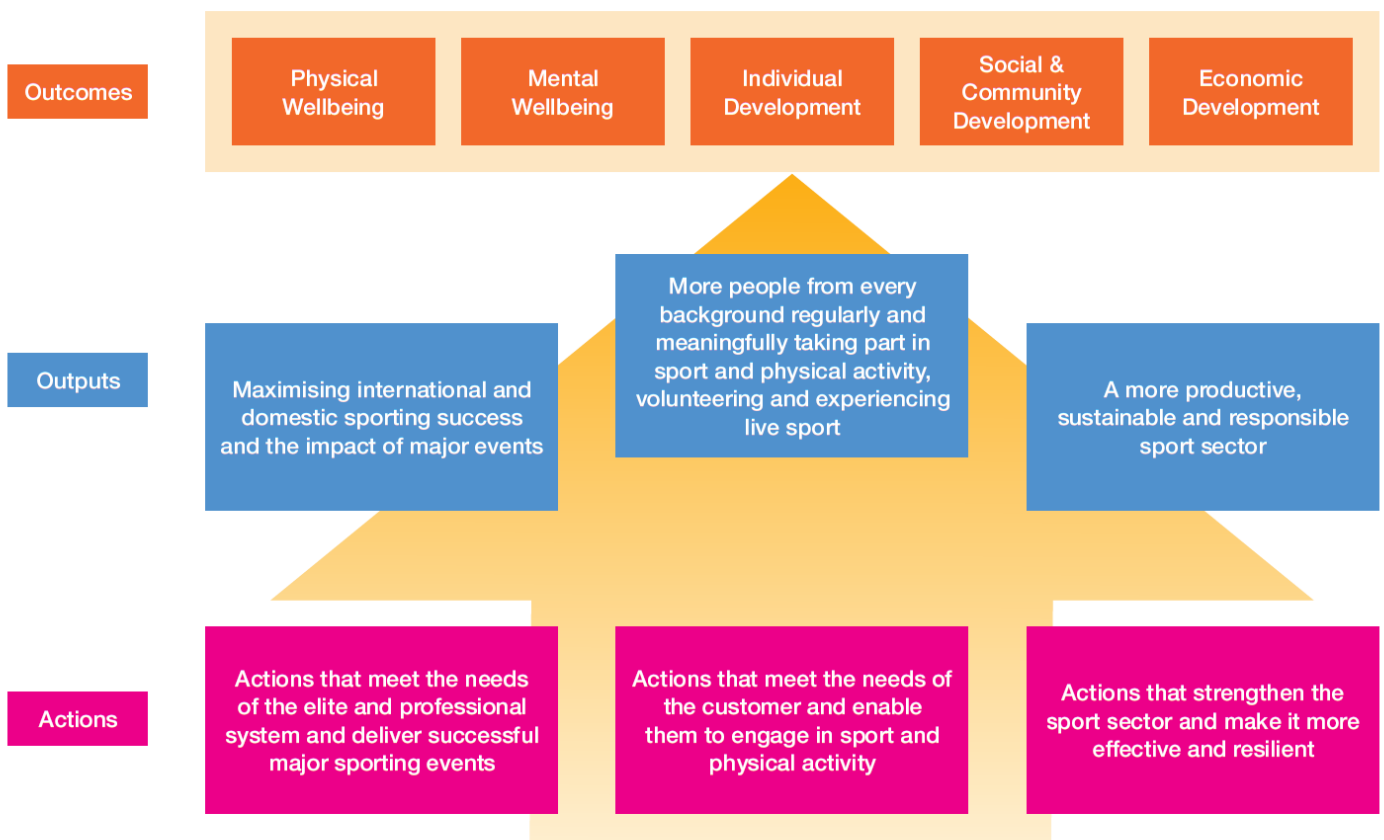 Outcomes
Physical
Wellbeing
Mental
Wellbeing
Individual
Development
Social &
Community
Development
Economic
Development
Outputs
Maximising international and
domestic sporting success
and the impact of major events
More people from every
background regularly and
meaningfully taking part in
sport and physical activity,
volunteering and experiencing
live sport
A more productive,
sustainable and responsible
sport sector
Actions
Actions that meet the needs
of the elite and professional
system and deliver successful
major sporting events
Actions that meet the needs of
the customer and enable
them to engage in sport and
physical activity
Actions that strengthen the
sport sector and make it more
effective and resilient